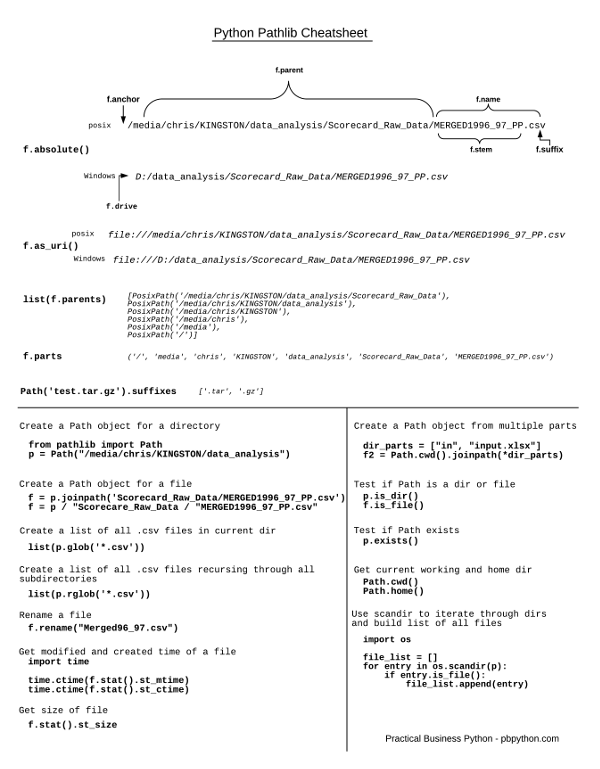 Python Pathlib Cheatsheet
f.parent
f.anchor
f.name
posix /media/chris/KINGSTON/data_analysis/Scorecard_Raw_Data/MERGED1996_97_PP.csv
f.absolute()
f.stem
f.suffix
Windows D:/data_analysis/Scorecard_Raw_Data/MERGED1996_97_PP.csv
f.drive
posix file:///media/chris/KINGSTON/data_analysis/Scorecard_Raw_Data/MERGED1996_97_PP.csv
f.as_uri()
Windows file:///D:/data_analysis/Scorecard_Raw_Data/MERGED1996_97_PP.csv
list(f.parents) [PosixPath('/media/chris/KINGSTON/data_analysis/Scorecard_Raw_Data'),
PosixPath('/media/chris/KINGSTON/data_analysis'),
PosixPath('/media/chris/KINGSTON'),
PosixPath('/media/chris'),
PosixPath('/media'),
PosixPath('/')]
f.parts ('/', 'media', 'chris', 'KINGSTON', 'data_analysis', 'Scorecard_Raw_Data', 'MERGED1996_97_PP.csv')
Path('test.tar.gz').suffixes ['.tar', '.gz']
Create a Path object for a directory
from pathlib import Path
p = Path("/media/chris/KINGSTON/data_analysis")
Create a Path object for a file
f = p.joinpath('Scorecard_Raw_Data/MERGED1996_97_PP.csv')
f = p / "Scorecare_Raw_Data / "MERGED1996_97_PP.csv"
Create a list of all .csv files in current dir
list(p.glob('*.csv'))
Create a list of all .csv files recursing through all
subdirectories
list(p.rglob('*.csv'))
Rename a file
f.rename("Merged96_97.csv")
Get modified and created time of a file
import time
time.ctime(f.stat().st_mtime)
time.ctime(f.stat().st_ctime)
Get size of file
f.stat().st_size
Create a Path object from multiple parts
dir_parts = ["in", "input.xlsx"]
f2 = Path.cwd().joinpath(*dir_parts)
Test if Path is a dir or file
p.is_dir()
f.is_file()
Test if Path exists
p.exists()
Get current working and home dir
Path.cwd()
Path.home()
Use scandir to iterate through dirs
and build list of all files
import os
file_list = []
for entry in os.scandir(p):
if entry.is_file():
file_list.append(entry)
Practical Business Python - pbpython.com